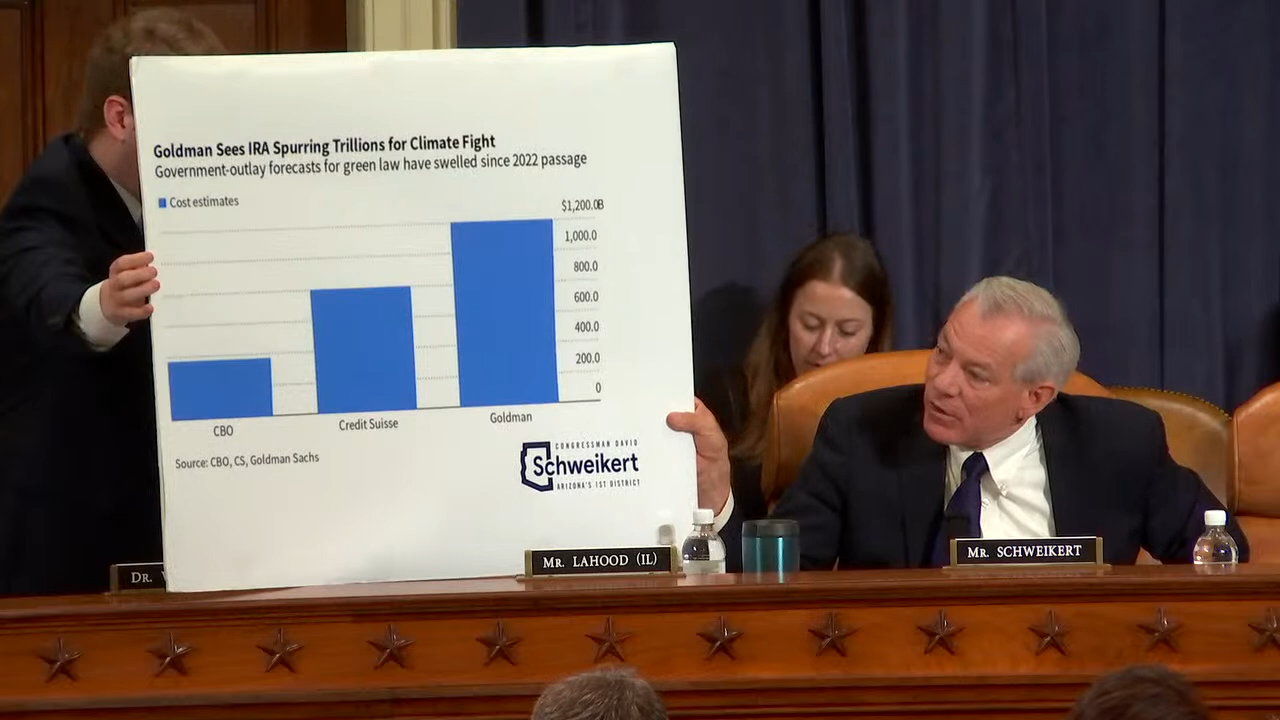 Goldman Sees IRA Spurring Trillions for Climate Fight
Government-outlay forecasts for green law have swelled since 2022 passage
Cost estimates
$1,200.0B
1,000.0
800.0
600.0
400.0
200.0
0
CBO
Credit Suisse
Goldman
Source: CBO, CS, Goldman Sachs
CONGRESSMAN DAVID
Schweikert
ARIZONA'S 1ST DISTRICT
DR.
MR. LAHOOD (IL)
MR. SCHWEIKERT